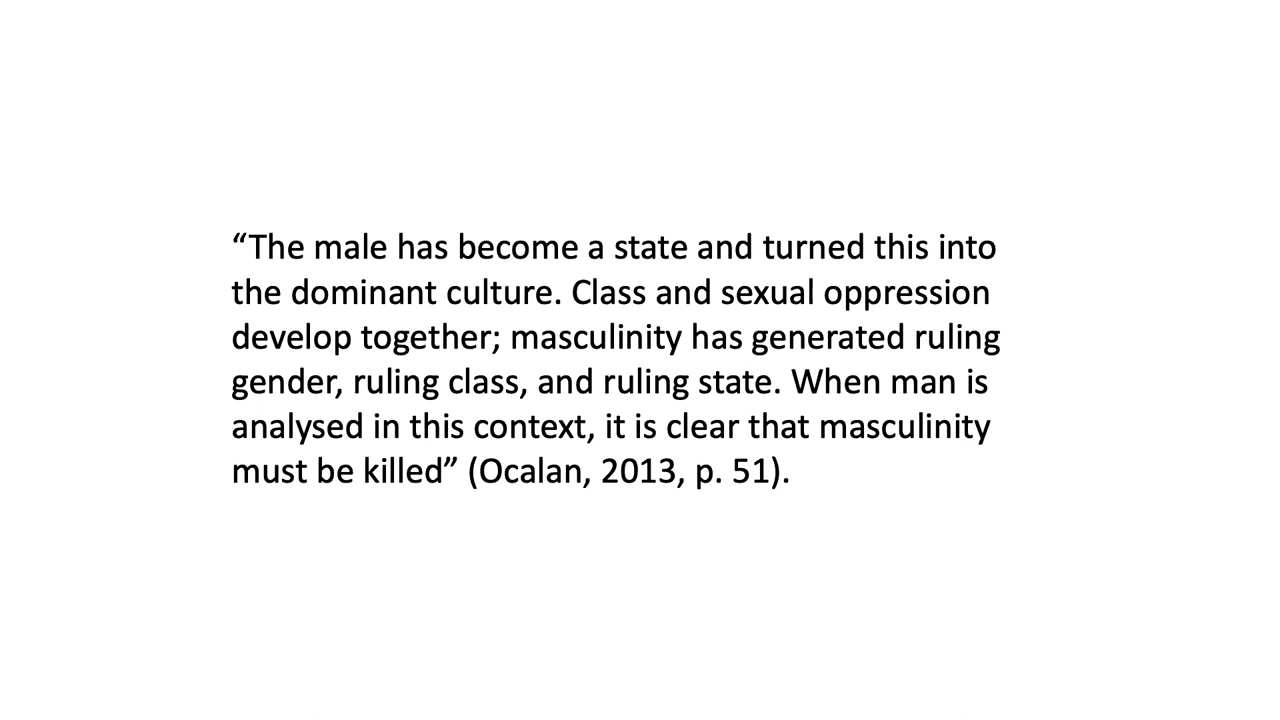 “The male has become a state and turned this into
the dominant culture. Class and sexual oppression
develop together; masculinity has generated ruling
gender, ruling class, and ruling state. When man is
analysed in this context, it is clear that masculinity
must be killed” (Ocalan, 2013, p. 51).